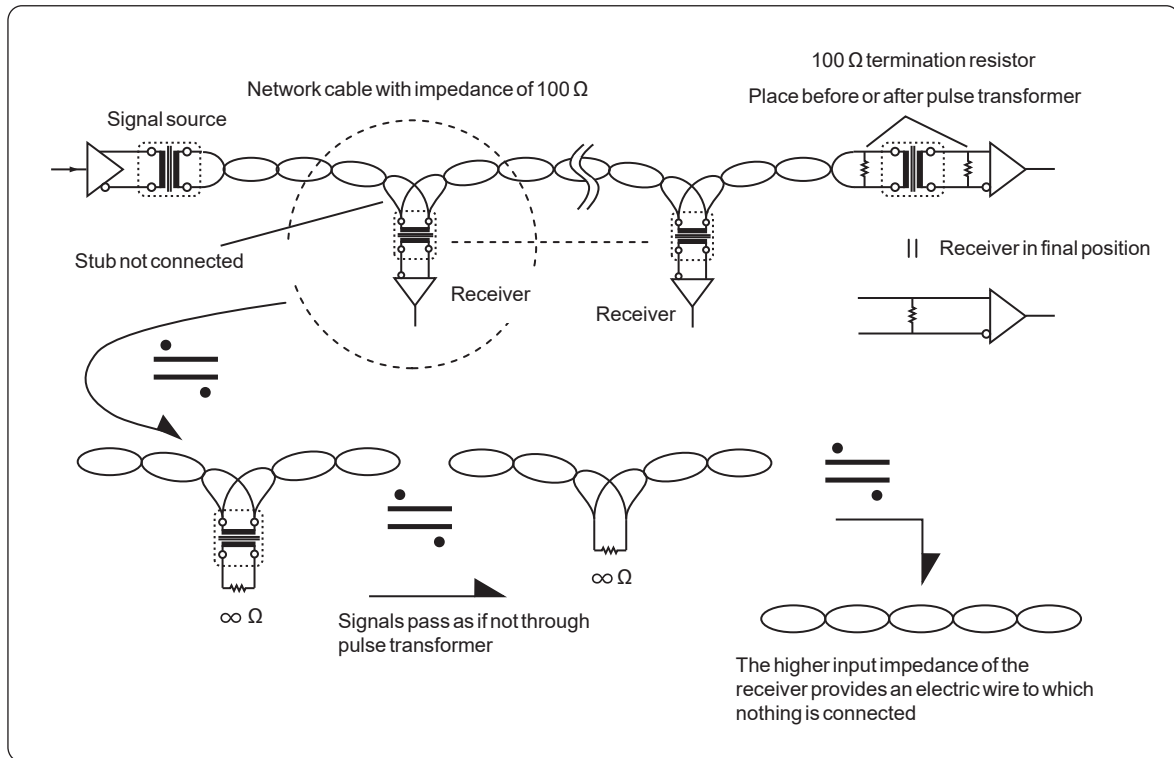 100 Ω termination resistor
Network cable with impedance of 100 Ω
Place before or after pulse transformer
Signal source
Stub not connected
Receiver in final position
Receiver
Receiver
∞ Ω
∞ Ω
Signals pass as if not through
pulse transformer
The higher input impedance of the
receiver provides an electric wire to which
nothing is connected